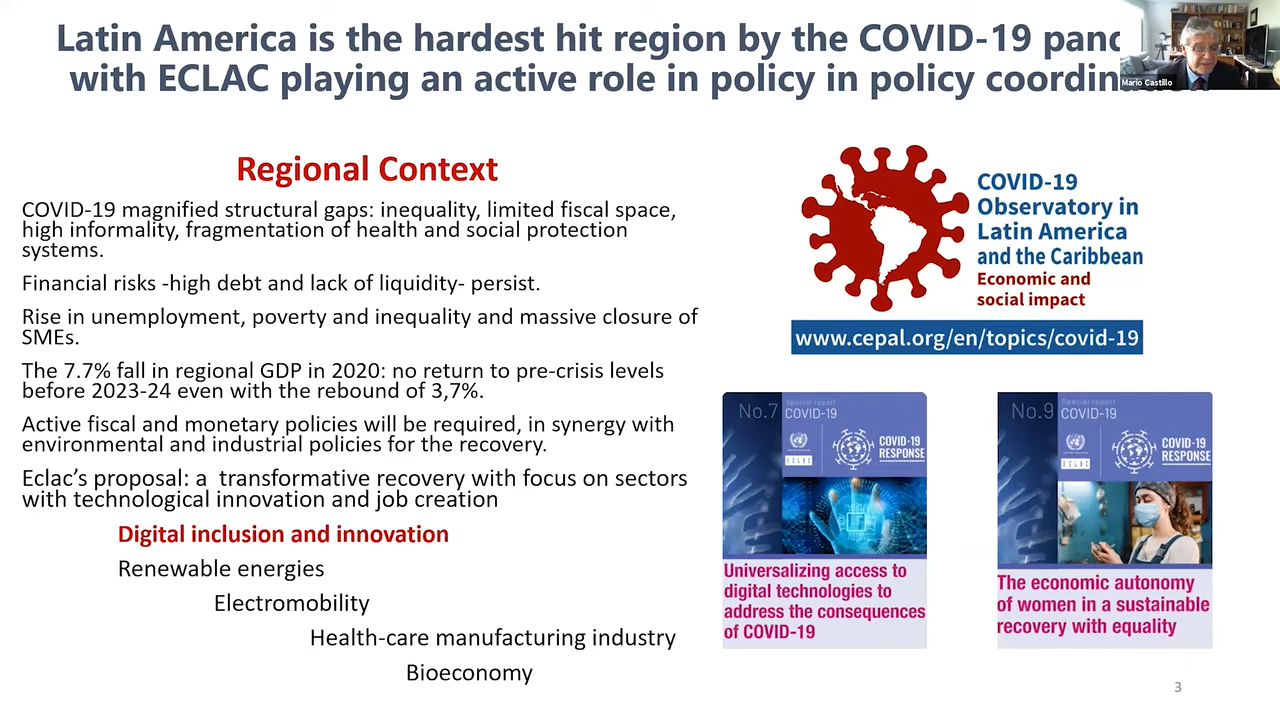 Latin America is the hardest hit region by the COVID-19
with ECLAC playing an active role in policy in policy
Mario Castillo
Regional Context
COVID-19 magnified structural gaps: inequality, limited fiscal space,
high informality, fragmentation of health and social protection
systems.
Financial risks -high debt and lack of liquidity- persist.
Rise in unemployment, poverty and inequality and massive closure of
SMEs.
The 7.7% fall in regional GDP in 2020: no return to pre-crisis levels
before 2023-24 even with the rebound of 3,7%.
Active fiscal and monetary policies will be required, in synergy with
environmental and industrial policies for the recovery.
Eclac’s proposal: a transformative recovery with focus on sectors
with technological innovation and job creation
Digital inclusion and innovation
Renewable energies
Electromobility
Health-care manufacturing industry
Bioeconomy
COVID-19
Observatory in
Latin America
and the Caribbean
Economic and
social impact
www.cepal.org/en/topics/covid-19
Special report
No.7 COVID-19
COVID-19
RESPONSE
ECLAC
Universalizing access to
digital technologies to
address the consequences
of COVID-19
Special report
No.9 COVID-19
COVID-19
RESPONSE
ECLAC
The economic autonomy
of women in a sustainable
recovery with equality
3